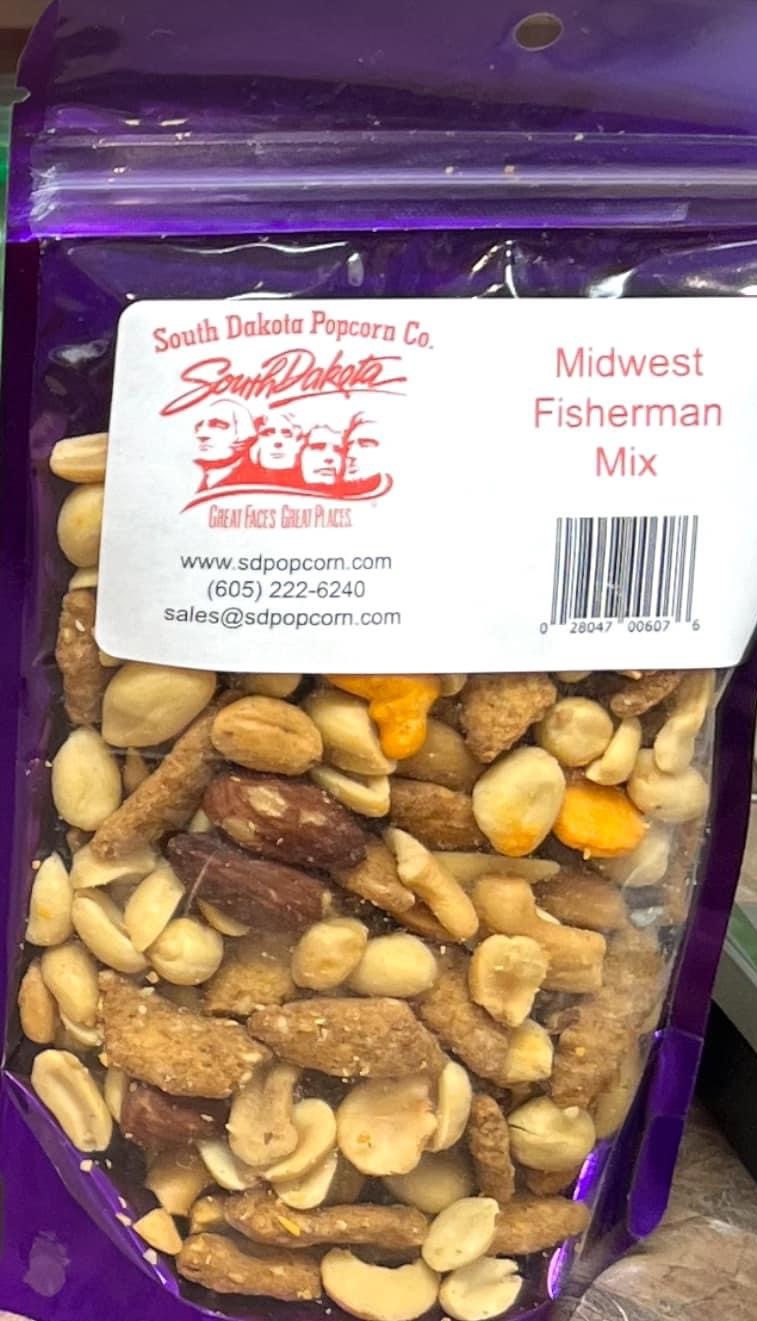 South Dakota Popcorn Co.
South Dakota
GREAT FACES GREAT PLACES
www.sdpopcorn.com
(605) 222-6240
sales@sdpopcorn.com
Midwest
Fisherman
Mix
0 28047 00607 6